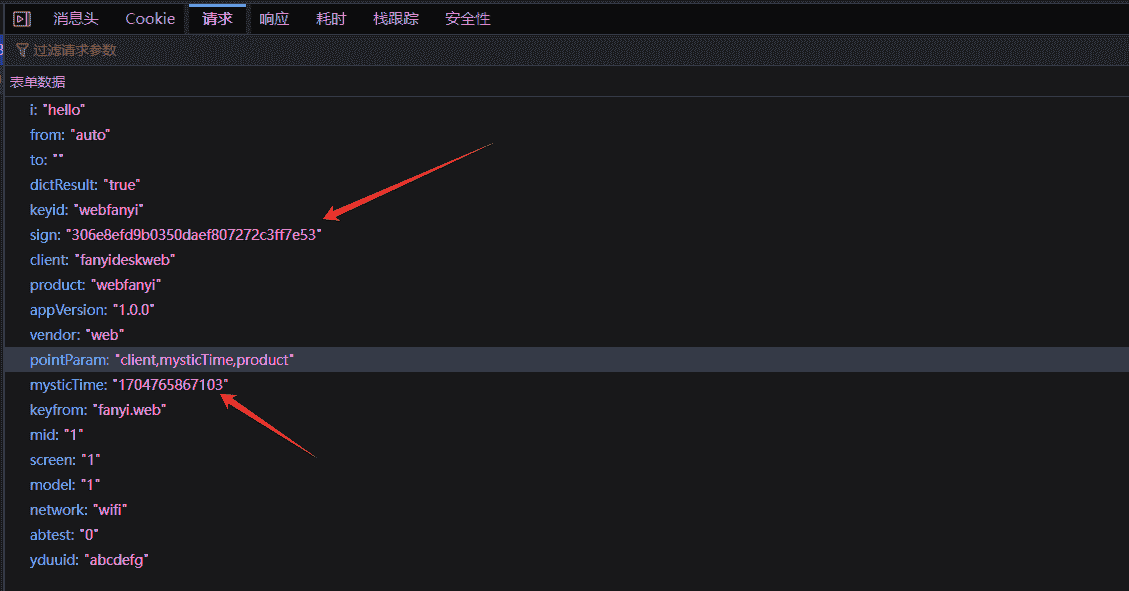 消息头 Cookie 请求 响应 耗时 栈跟踪 安全性
过滤请求参数
表单数据
i: "hello"
from: "auto"
to: ""
dictResult: "true"
keyid: "webfanyi"
sign: "306e8efd9b0350daef807272c3ff7e53"
client: "fanyideskweb"
product: "webfanyi"
appVersion: "1.0.0"
vendor: "web"
pointParam: "client,mysticTime,product"
mysticTime: "1704765867103"
keyfrom: "fanyi.web"
mid: "1"
screen: "1"
model: "1"
network: "wifi"
abtest: "0"
yduuid: "abcdefg"